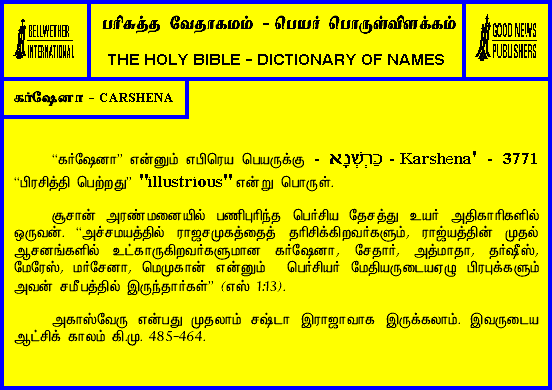 BELLWETHER
INTERNATIONAL
பரிசுத்த வேதாகமம் - பெயர் பொருள்விளக்கம்
THE HOLY BIBLE - DICTIONARY OF NAMES
GOOD NEWS
PUBLISHERS
கர்ஷேனா - CARSHENA
“கர்ஷேனா” என்னும் எபிரெய பெயருக்கு - כַּרְשְׁנָא - Karshena' - 3771
“பிரசித்தி பெற்றது” "illustrious" என்று பொருள்.
சூசான் அரண்மனையில் பணிபுரிந்த பெர்சிய தேசத்து உயர் அதிகாரிகளில்
ஒருவன். “அச்சமயத்தில் ராஜசமுகத்தைத் தரிசிக்கிறவர்களும், ராஜ்யத்தின் முதல்
ஆசனங்களில் உட்காருகிறவர்களுமான கர்ஷேனா, சேதார், அத்மாதா, தர்ஷீஸ்,
மேரேஸ், மர்சேனா, மெமுகான் என்னும் பெர்சியர் மேதியருடையஏழு பிரபுக்களும்
அவன் சமீபத்தில் இருந்தார்கள்” (எஸ் 1:13).
அகாஸ்வேரு என்பது முதலாம் சஷ்டா இராஜாவாக இருக்கலாம். இவருடைய
ஆட்சிக் காலம் கி.மு. 485-464.